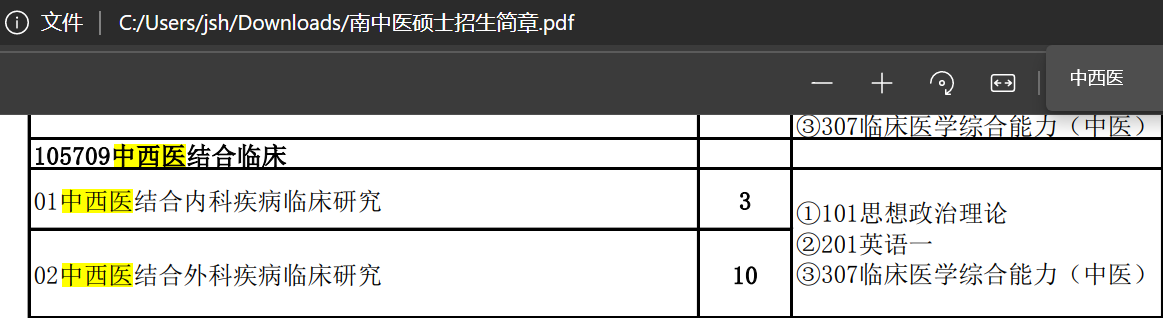 文件 | C:/Users/jsh/Downloads/南中医硕士招生简章.pdf
中西医
③307临床医学综合能力（中医）
105709中西医结合临床
01中西医结合内科疾病临床研究
3
①101思想政治理论
②201英语一
③307临床医学综合能力（中医）
02中西医结合外科疾病临床研究
10